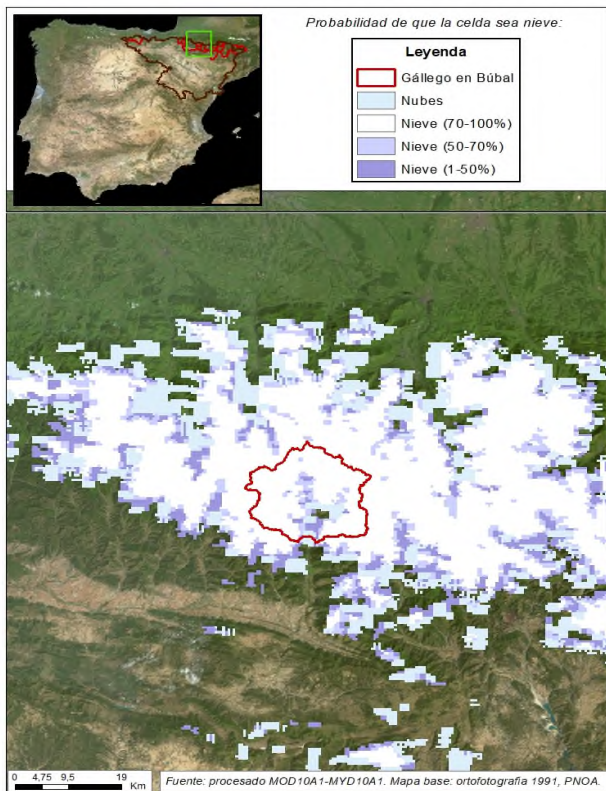 Probabilidad de que la celda sea nieve:
Leyenda
Gállego en Búbal
Nubes
Nieve (70-100%)
Nieve (50-70%)
Nieve (1-50%)
0 4,75 9,5 19
Km
Fuente: procesado MOD10A1-MYD10A1. Mapa base: ortofotografia 1991, PNOA.